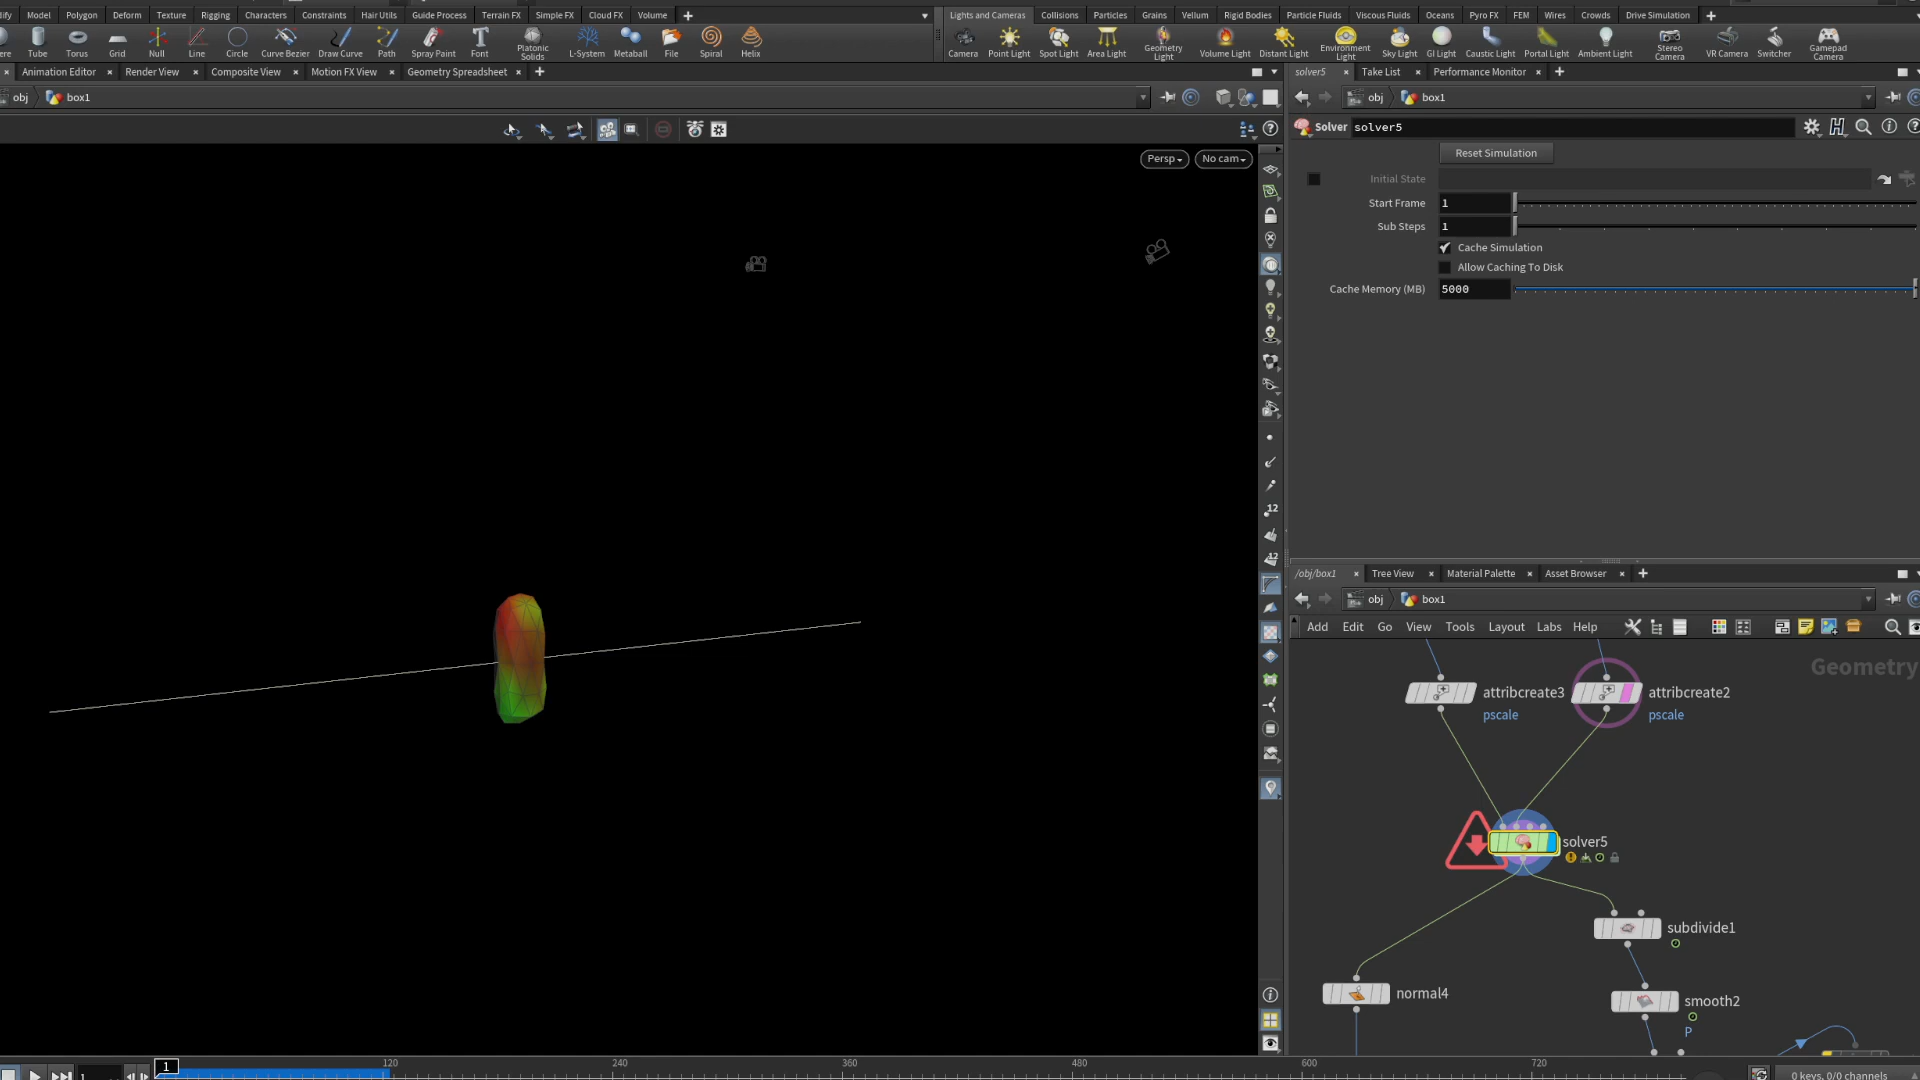 dify Model Polygon Deform Texture Rigging Characters Constraints Hair Utils Guide Process Terrain FX Simple FX Cloud FX Volume
Lights and Cameras Collisions Particles Grains Vellum Rigid Bodies Particle Fluids Viscous Fluids Oceans Pyro FX FEM Wires Crowds Drive Simulation
ere Tube Torus Grid Null Line Circle Curve Bezier Draw Curve Path Spray Paint Font Platonic Solids L-System Metaball File Spiral Helix
Camera Point Light Spot Light Area Light Geometry Light Volume Light Distant Light Environment Light Sky Light GI Light Caustic Light Portal Light Ambient Light Stereo Camera VR Camera Switcher Gamepad Camera
Animation Editor Render View Composite View Motion FX View Geometry Spreadsheet
solver5 Take List Performance Monitor
obj box1
obj box1
Solver solver5
Reset Simulation
Persp No cam
Initial State
Start Frame 1
Sub Steps 1
Cache Simulation
Allow Caching To Disk
Cache Memory (MB) 5000
12
12
/obj/box1 Tree View Material Palette Asset Browser
obj box1
Add Edit Go View Tools Layout Labs Help
Geometry
attribcreate3
pscale
attribcreate2
pscale
solver5
subdivide1
normal4
smooth2
P
1 120 240 360 480 600 720
1
0 keys, 0/0 channels